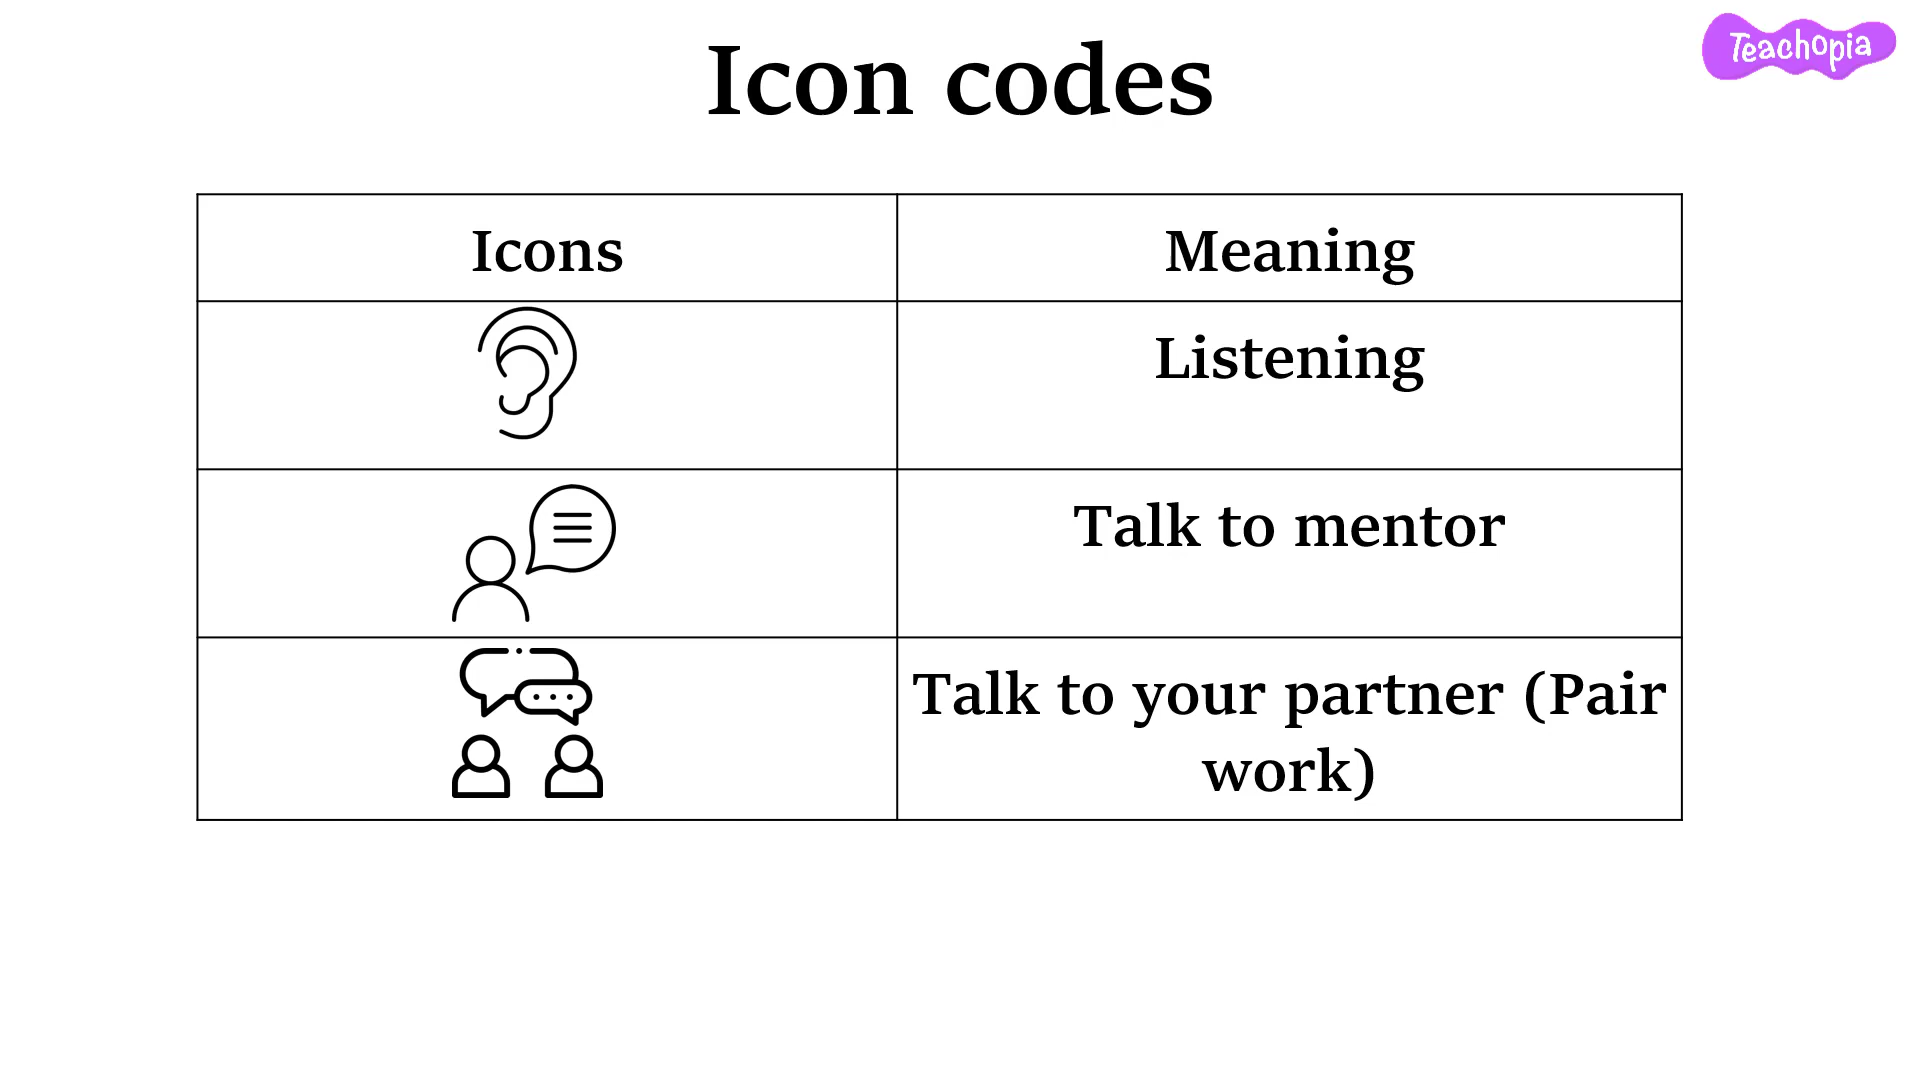 Teachopia
Icon codes
Icons
Meaning
Listening
Talk to mentor
Talk to your partner (Pair
work)